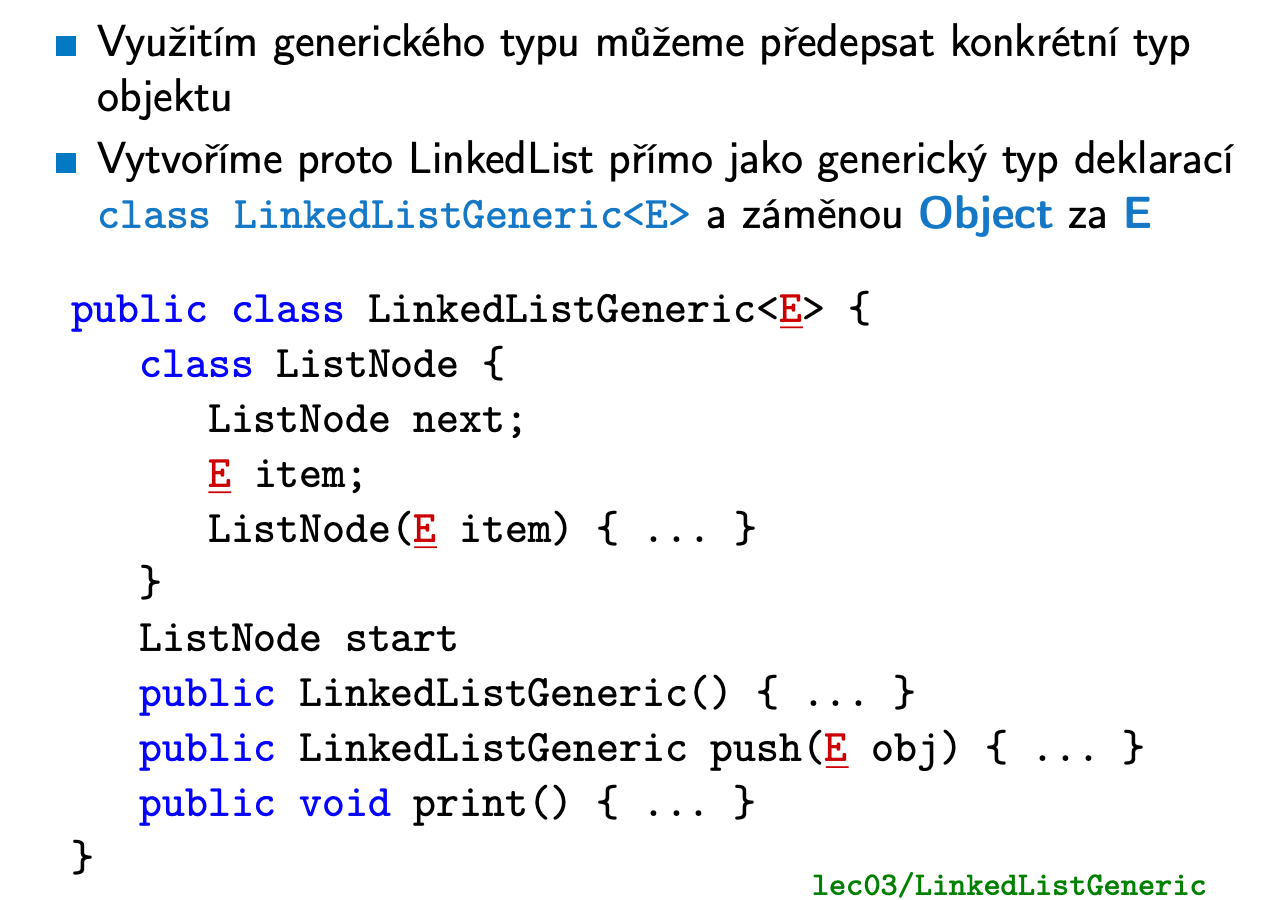 Využitím generického typu můžeme předepsat konkrétní typ
objektu
Vytvoříme proto LinkedList přímo jako generický typ deklarací
class LinkedListGeneric<E> a záměnou Object za E
public class LinkedListGeneric<E> {
class ListNode {
ListNode next;
E item;
ListNode(E item) { ... }
}
ListNode start
public LinkedListGeneric() { ... }
public LinkedListGeneric push(E obj) { ... }
public void print() { ... }
}
lec03/LinkedListGeneric